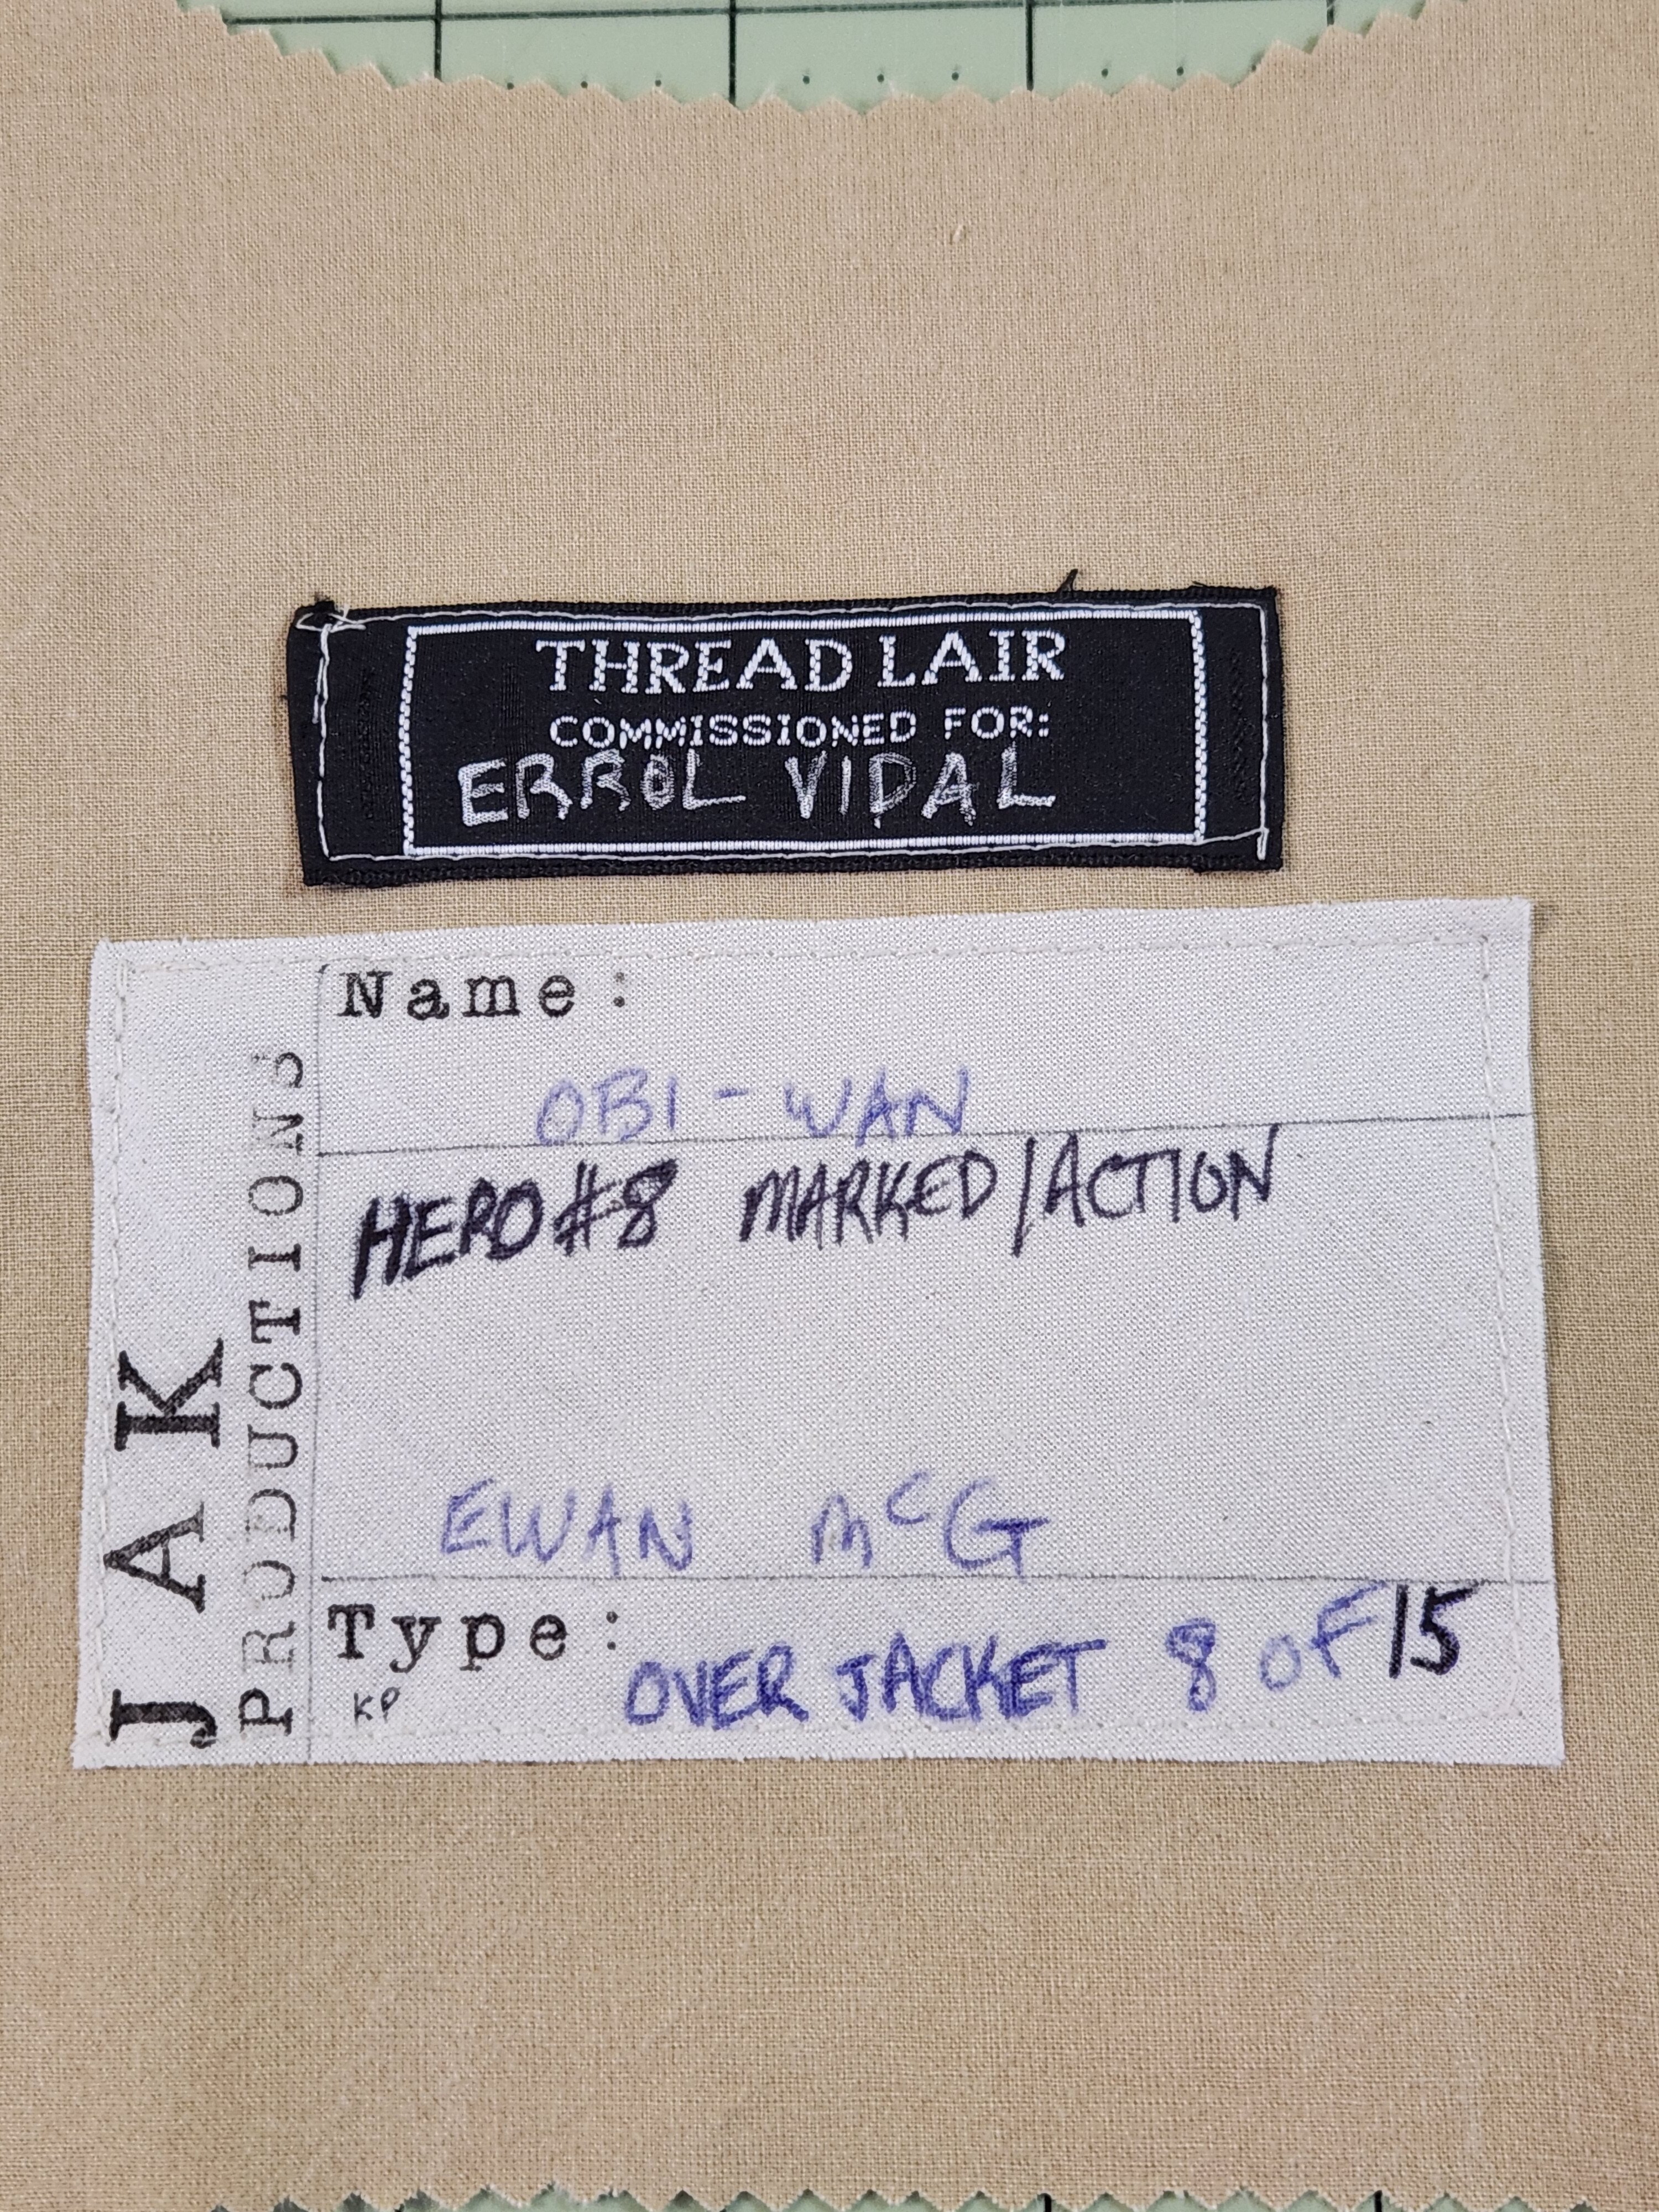 THREAD LAIR
COMMISSIONED FOR:
ERROL VIDAL
JAK
PRODUCTIONS
Name:
OBI-WAN
HERO#8 MARKED/ACTION
EWAN McG
Type:
OVER JACKET 8 OF 15
KP